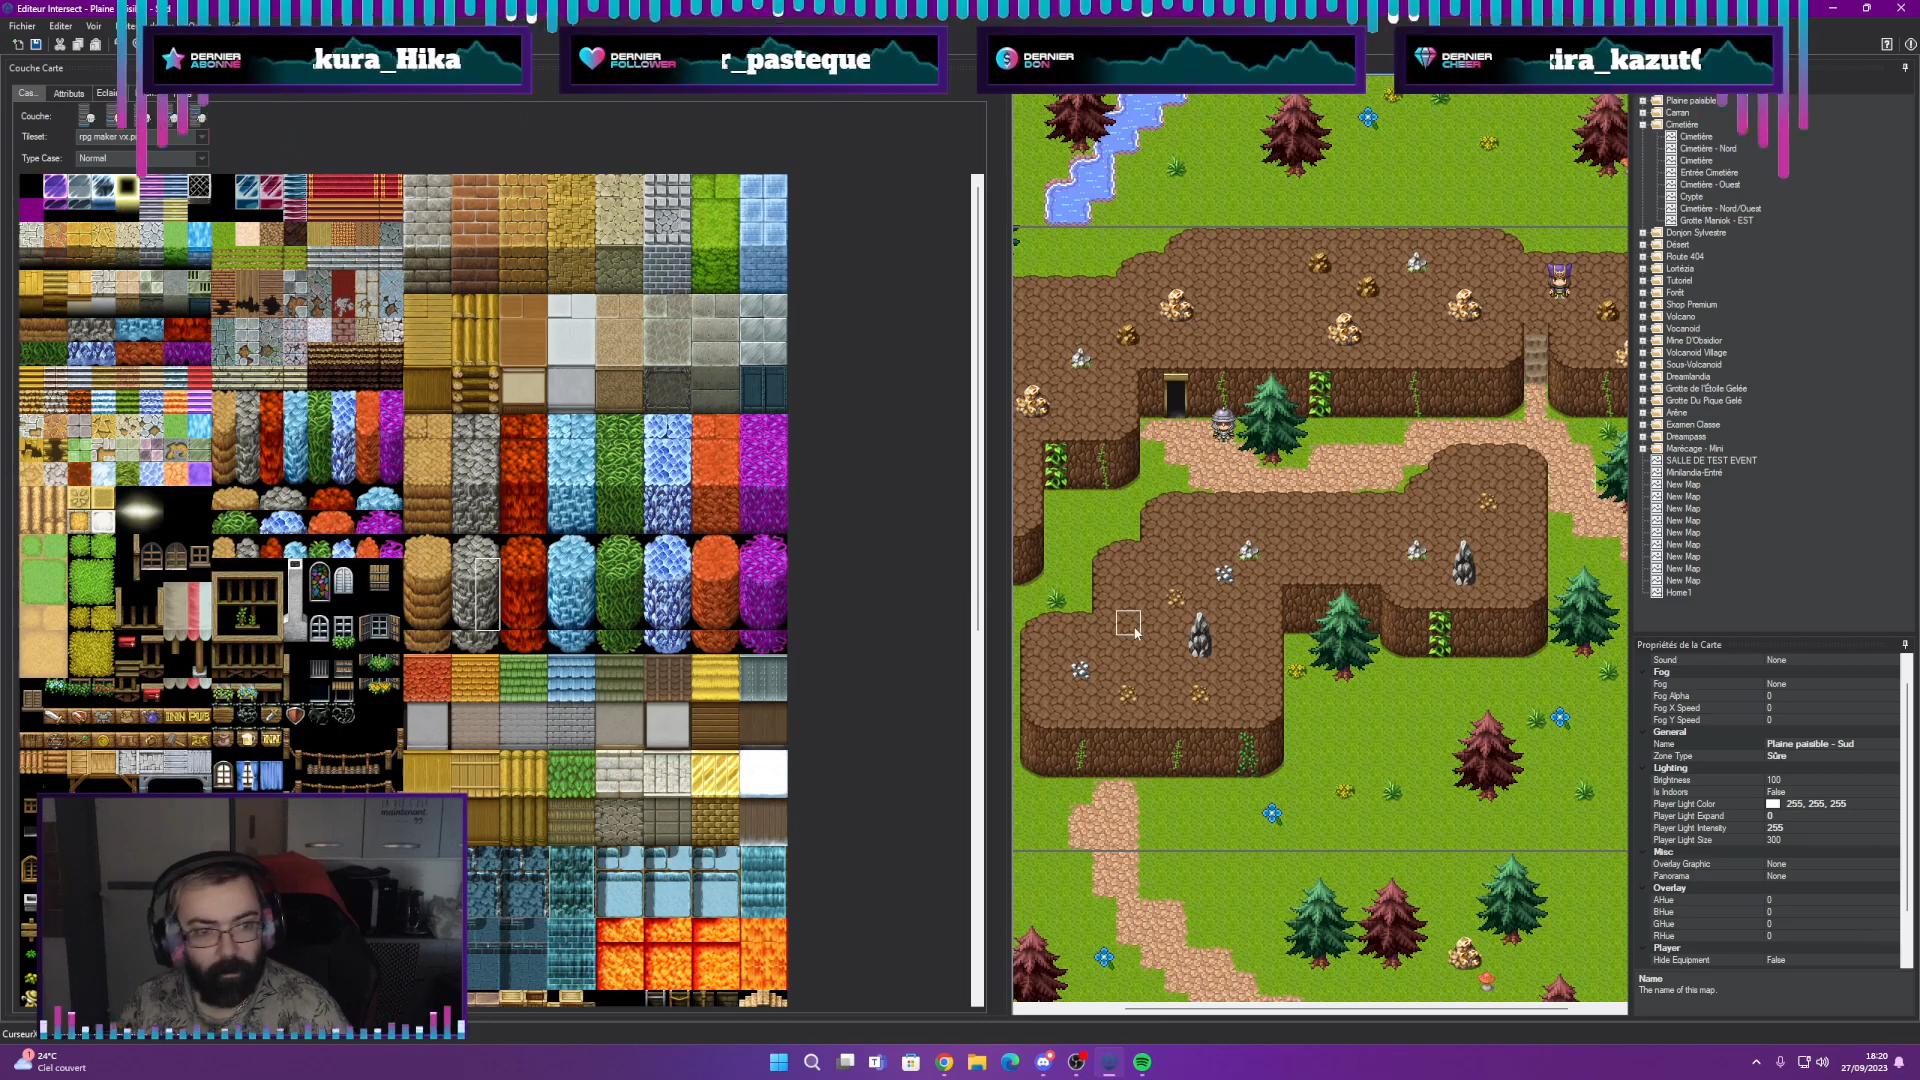 Editeur Intersect - Plaine paisible - Sud
Fichier Editer Voir
Couche Carte
DERNIER ABONNE
.kura_Hika
DERNIER FOLLOWER
r_pasteque
DERNIER DON
DERNIER CHEER
ira_kazut
Cas... Attributs
Couche:
Tileset:
rpg maker vx.p
Type Case:
Normal
INN PUB
INN
maintenant.
Plaine paisible
Carran
Cimetière
Cimetière
Cimetière - Nord
Cimetière
Entrée Cimetière
Cimetière - Ouest
Crypte
Cimetière - Nord/Ouest
Grotte Maniok - EST
Donjon Sylvestre
Désert
Route 404
Lortézia
Tutoriel
Forêt
Shop Premium
Volcano
Vocanoid
Mine D'Obsidior
Volcanoid Village
Sous-Volcanoid
Dreamlandia
Grotte de l'Étoile Gelée
Grotte Du Pique Gelé
Arène
Examen Classe
Dreampass
Marécage - Mini
SALLE DE TEST EVENT
Minilandia-Entré
New Map
New Map
New Map
New Map
New Map
New Map
New Map
New Map
New Map
Home1
Propriétés de la Carte
Sound None
Fog
Fog None
Fog Alpha 0
Fog X Speed 0
Fog Y Speed 0
General
Name Plaine paisible - Sud
Zone Type Sûre
Lighting
Brightness 100
Is Indoors False
Player Light Color 255, 255, 255
Player Light Expand 0
Player Light Intensity 255
Player Light Size 300
Misc
Overlay Graphic None
Panorama None
Overlay
AHue 0
BHue 0
GHue 0
RHue 0
Player
Hide Equipment False
Name
The name of this map.
CurseurX
1
24°C
Ciel couvert
18:20
27/09/2023